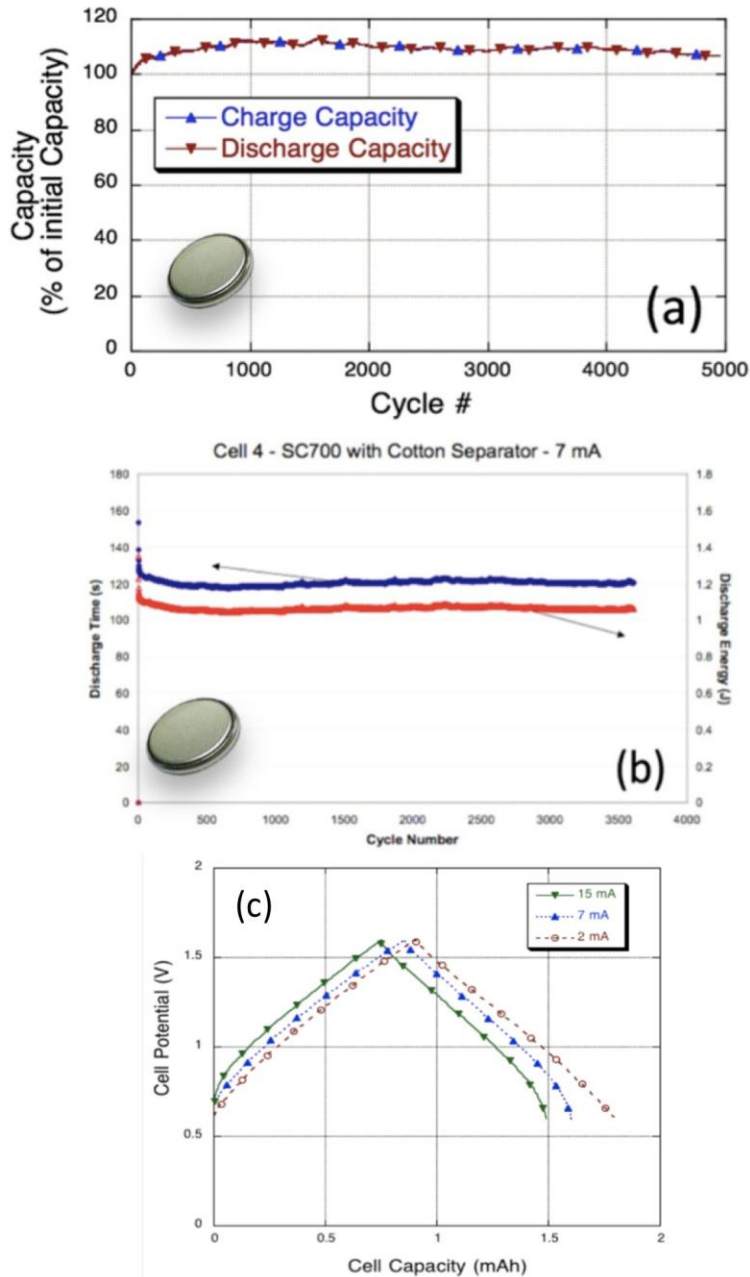 120
100
80
60
40
20
0
Capacity
(% of initial Capacity)
Charge Capacity
Discharge Capacity
(a)
0 1000 2000 3000 4000 5000
Cycle #
Cell 4 - SC700 with Cotton Separator - 7 mA
180
160
140
120
100
80
60
40
20
0
Discharge Time (s)
1.8
1.6
1.4
1.2
1
0.8
0.6
0.4
0.2
0
Discharge Energy (J)
(b)
0 500 1000 1500 2000 2500 3000 3500 4000
Cycle Number
(c)
15 mA
7 mA
2 mA
2
1.5
1
0.5
0
Cell Potential (V)
0 0.5 1 1.5 2
Cell Capacity (mAh)